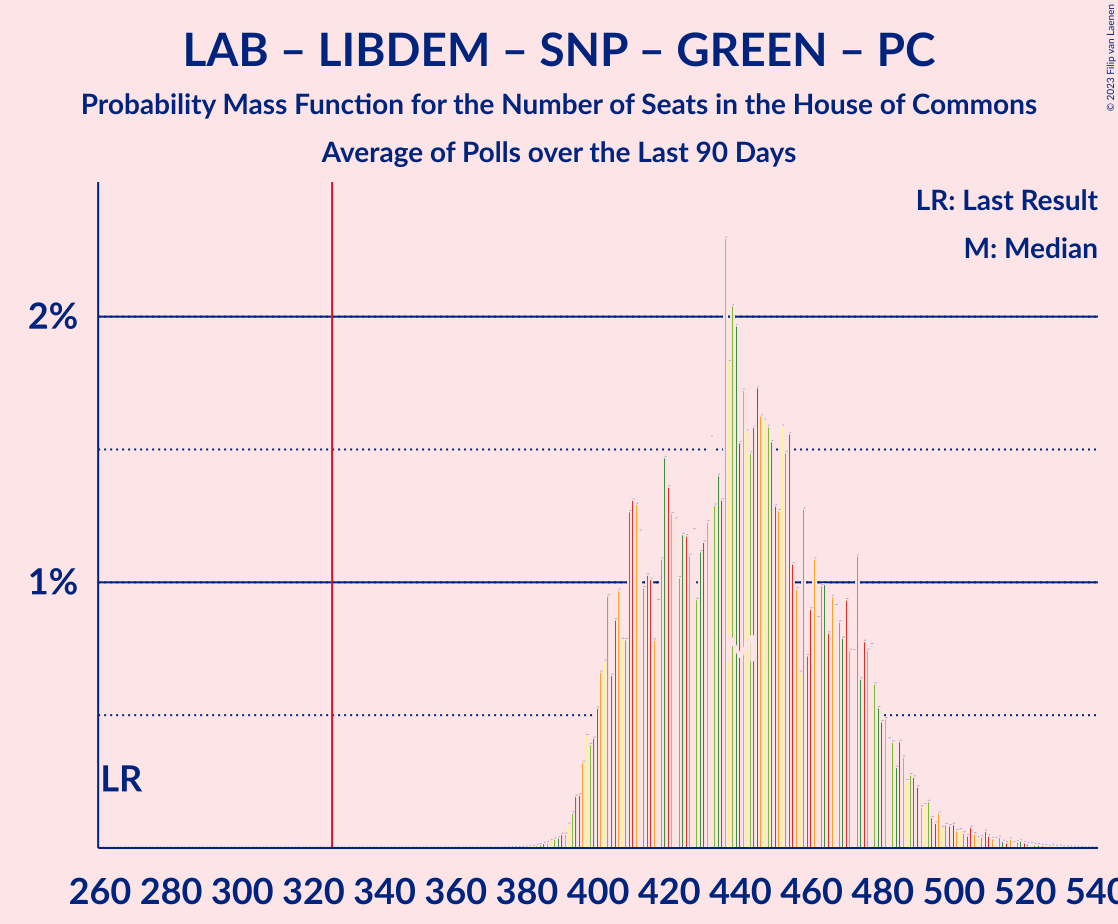 LAB – LIBDEM – SNP – GREEN – PC
Probability Mass Function for the Number of Seats in the House of Commons
Average of Polls over the Last 90 Days
© 2023 Filip van Laenen
LR: Last Result
M: Median
2%
1%
M
LR
260 280 300 320 340 360 380 400 420 440 460 480 500 520 540